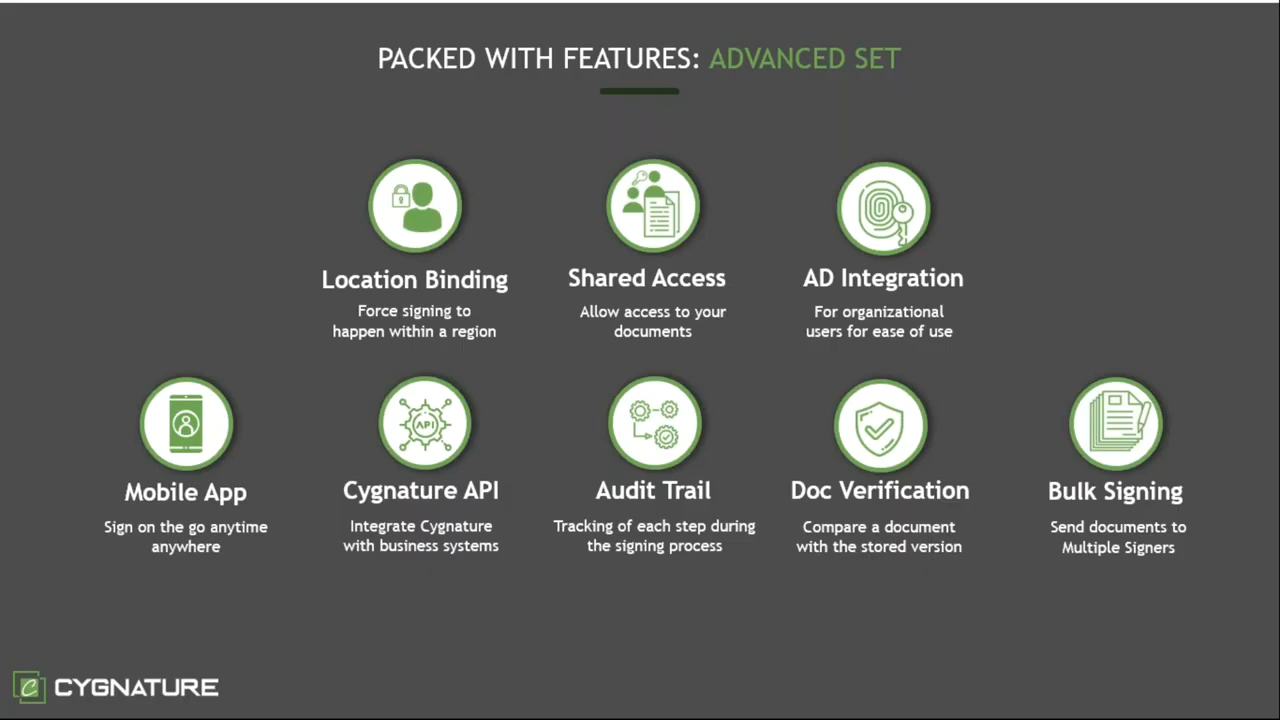 PACKED WITH FEATURES: ADVANCED SET
Location Binding
Force signing to
happen within a region
Shared Access
Allow access to your
documents
AD Integration
For organizational
users for ease of use
Mobile App
Sign on the go anytime
anywhere
API
Cygnature API
Integrate Cygnature
with business systems
Audit Trail
Tracking of each step during
the signing process
Doc Verification
Compare a document
with the stored version
Bulk Signing
Send documents to
Multiple Signers
CYGNATURE